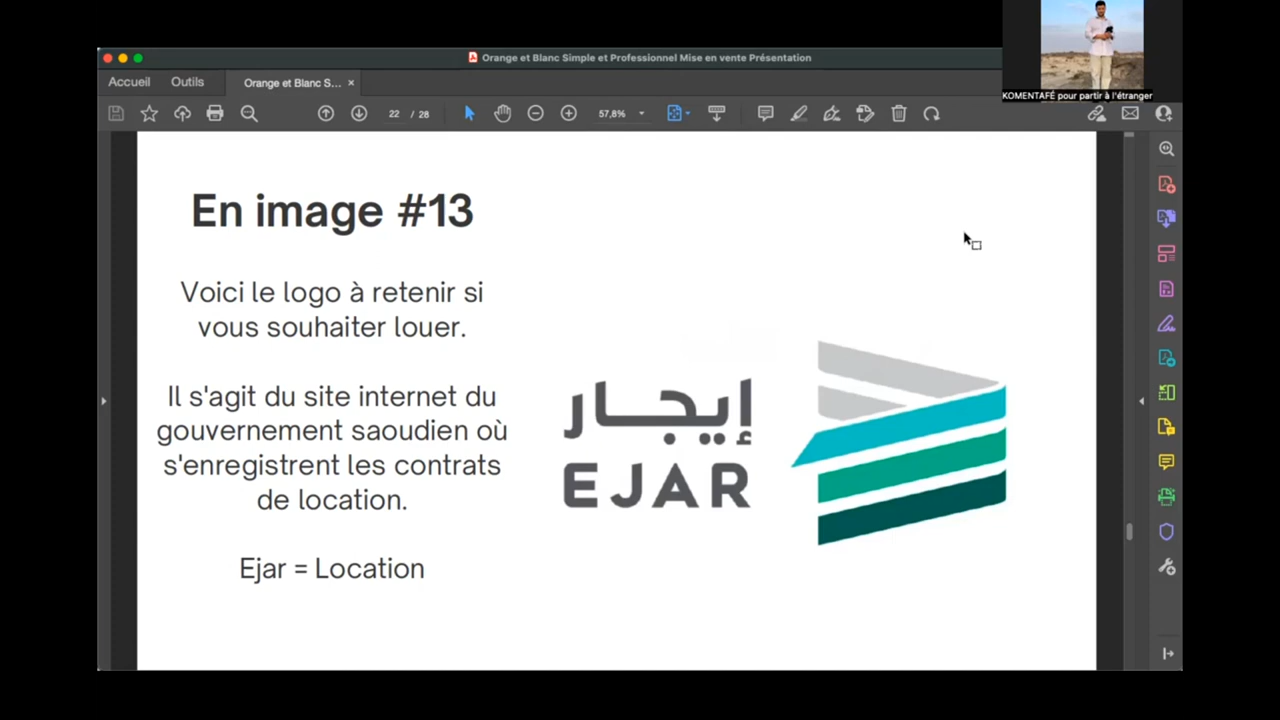 Orange et Blanc Simple et Professionnel Mise en vente Présentation
KOMENTAFÉ pour partir à l'étranger
Accueil Outils Orange et Blanc S... ×
22 / 28 57,8%
En image #13
Voici le logo à retenir si
vous souhaiter louer.
Il s'agit du site internet du
gouvernement saoudien où
s'enregistrent les contrats
de location.
Ejar = Location
إيجار
EJAR